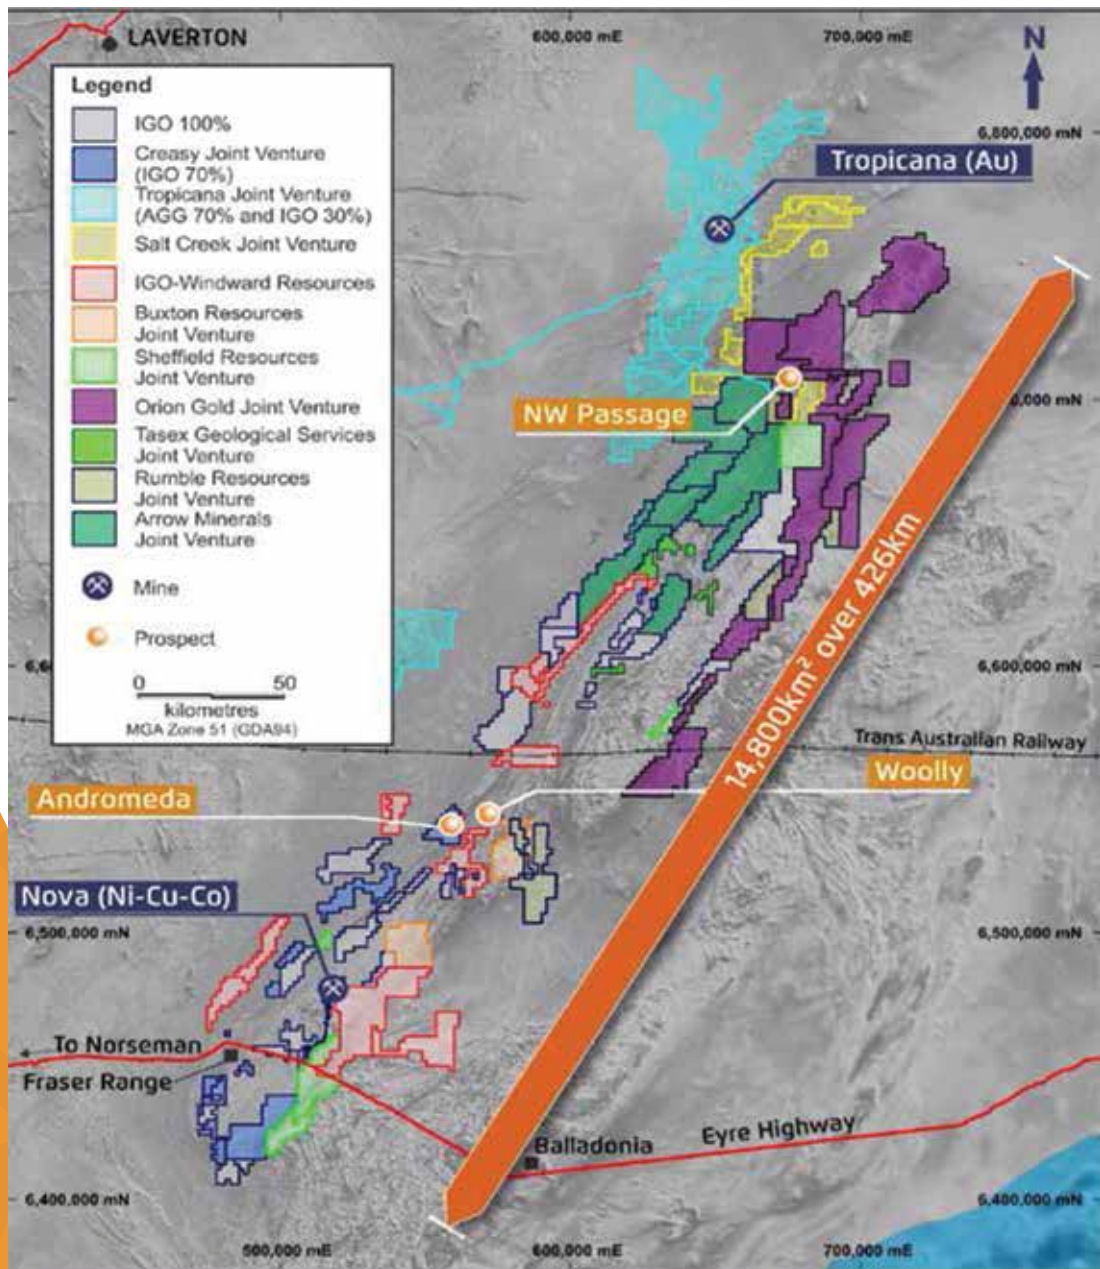 LAVERTON
600,000 mE
700,000 mE
N
Legend
IGO 100%
Creasy Joint Venture
(IGO 70%)
Tropicana Joint Venture
(AGG 70% and IGO 30%)
Salt Creek Joint Venture
IGO-Windward Resources
Buxton Resources
Joint Venture
Sheffield Resources
Joint Venture
Orion Gold Joint Venture
Tasex Geological Services
Joint Venture
Rumble Resources
Joint Venture
Arrow Minerals
Joint Venture
Mine
Prospect
0 50
kilometres
MGA Zone 51 (GDA94)
6,800,000 mN
Tropicana (Au)
NW Passage
0,000 mN
6,6
6,600,000 mN
14,800km² over 426km
Trans Australian Railway
Woolly
Andromeda
Nova (Ni-Cu-Co)
6,500,000 mN
6,500,000 mN
To Norseman
Fraser Range
Balladonia
Eyre Highway
6,400,000 mN
6,400,000 mN
500,000 mE
600,000 mE
700,000 mE